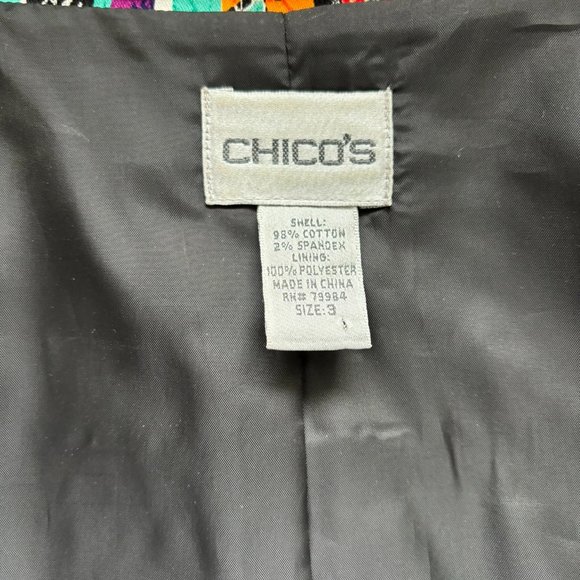 CHICO'S
SHELL:
98% COTTON
2% SPANDEX
LINING:
100% POLYESTER
MADE IN CHINA
RN# 79984
SIZE: 3